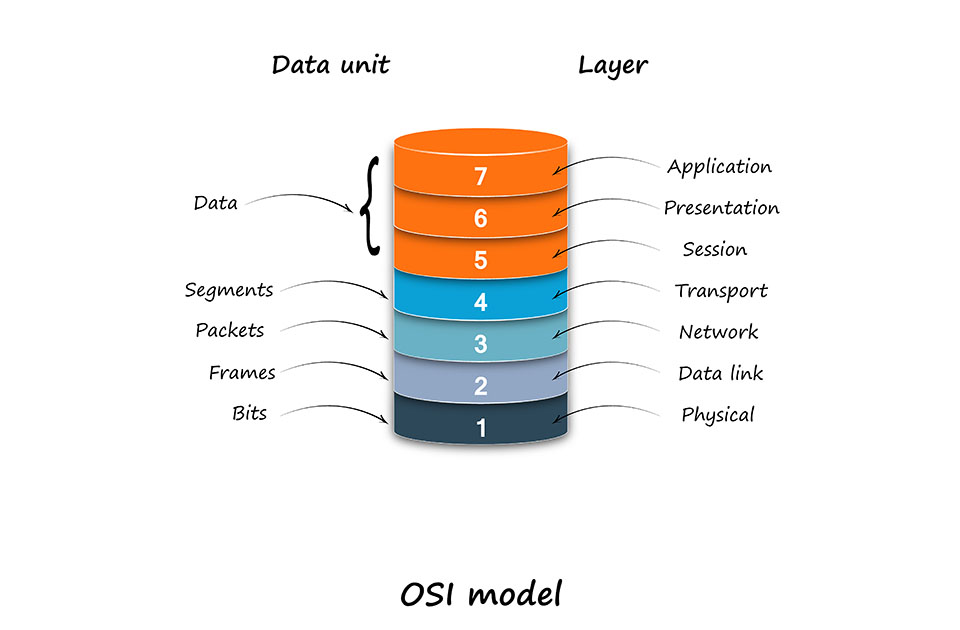 Data unit
Layer
7
Application
Data
6
Presentation
5
Session
Segments
4
Transport
Packets
3
Network
Frames
2
Data link
Bits
1
Physical
OSI model